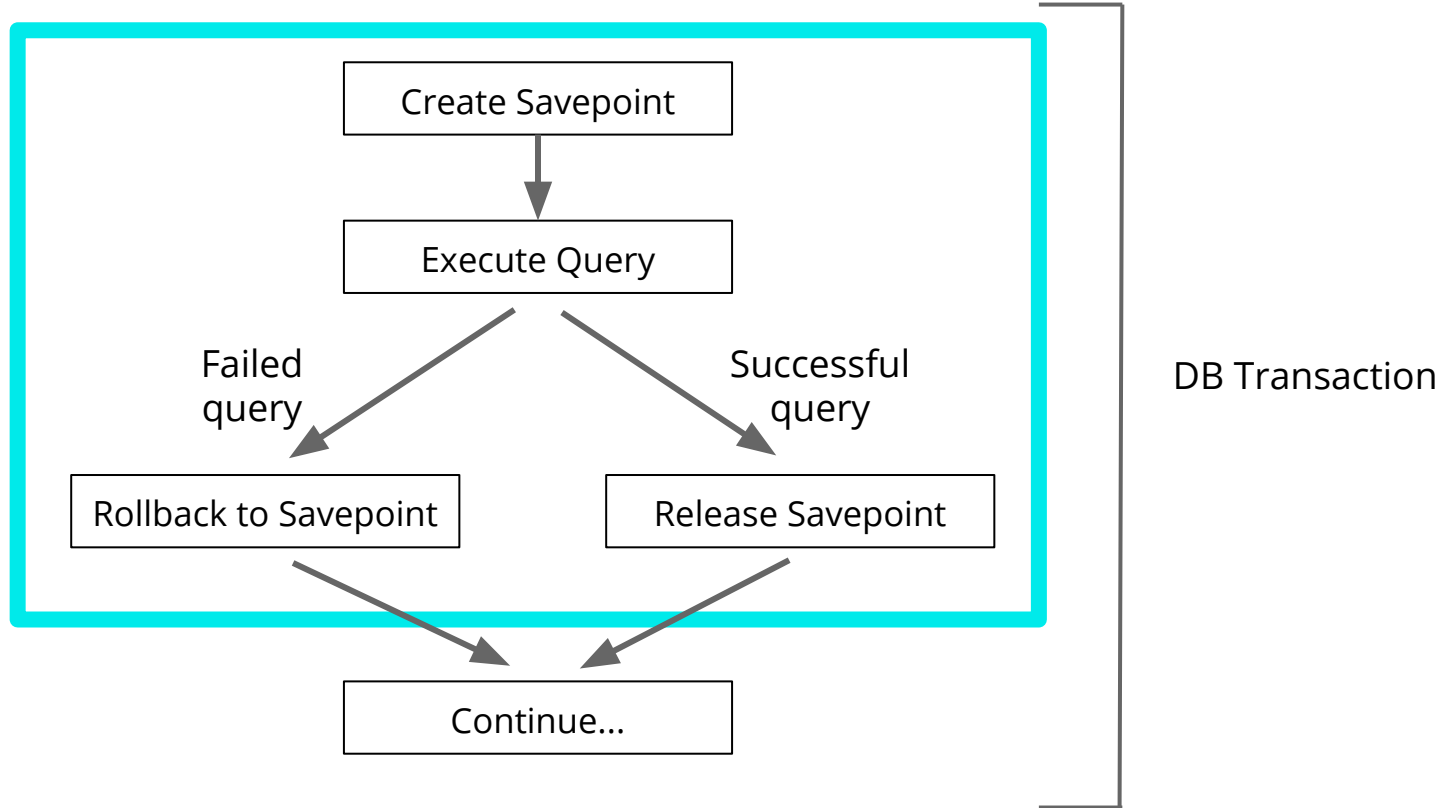 Create Savepoint
Execute Query
Failed
query
Successful
query
DB Transaction
Rollback to Savepoint
Release Savepoint
Continue...